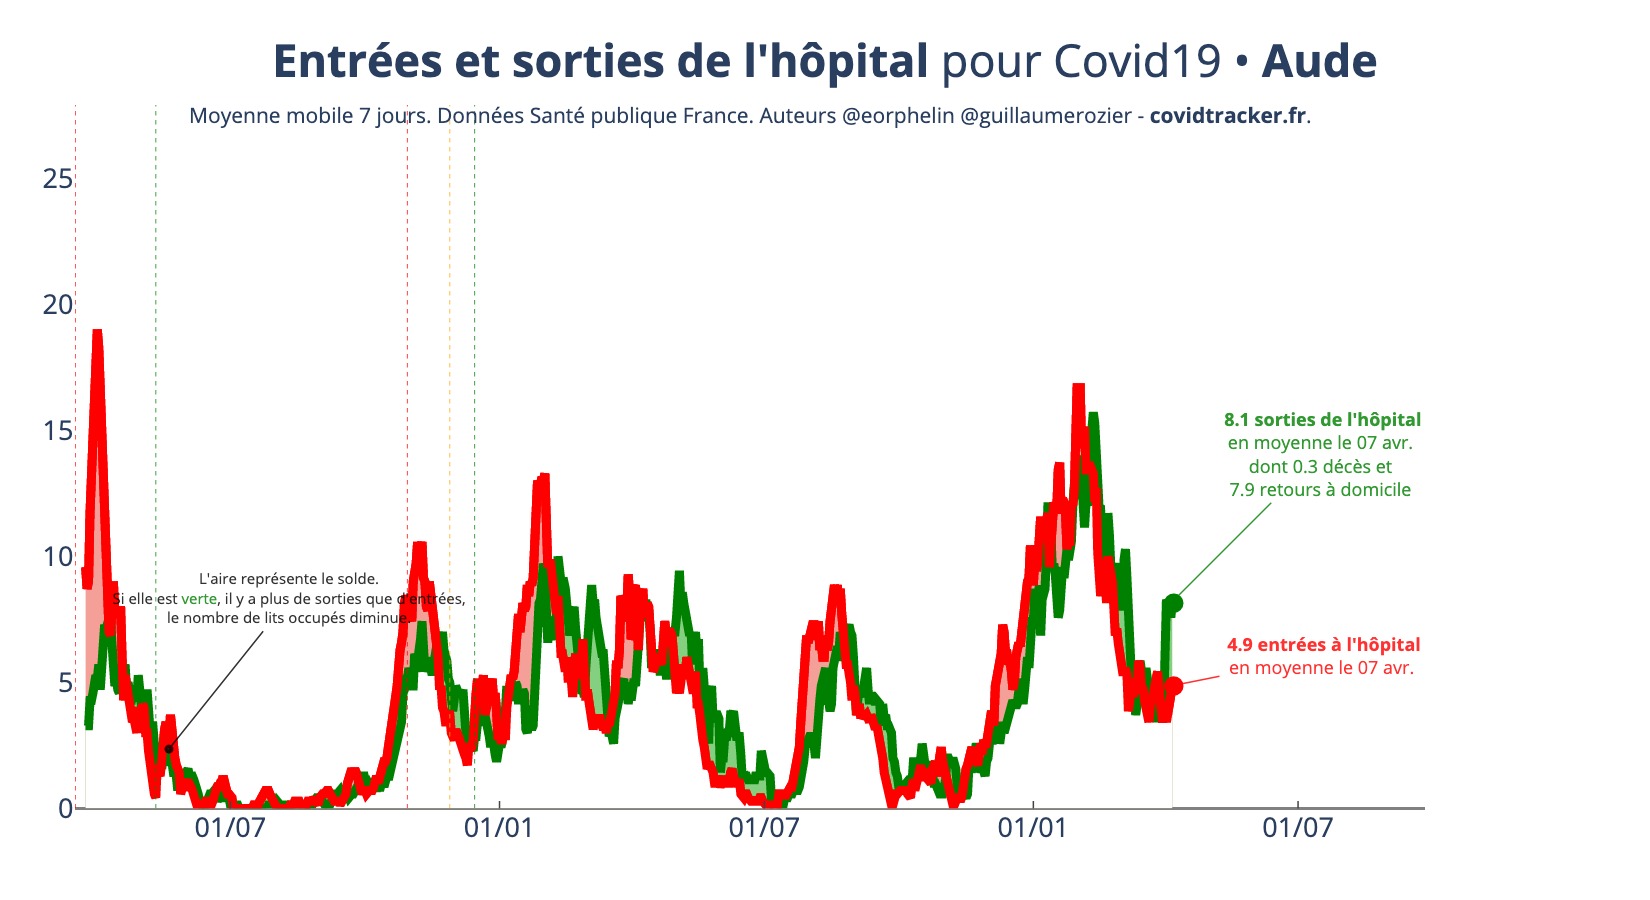 Entrées et sorties de l'hôpital pour Covid19 • Aude
Moyenne mobile 7 jours. Données Santé publique France. Auteurs @eorphelin @guillaumerozier - covidtracker.fr.
25
20
15
10
5
0
L'aire représente le solde.
Si elle est verte, il y a plus de sorties que d'entrées,
le nombre de lits occupés diminue.
8.1 sorties de l'hôpital
en moyenne le 07 avr.
dont 0.3 décès et
7.9 retours à domicile
4.9 entrées à l'hôpital
en moyenne le 07 avr.
01/07
01/01
01/07
01/01
01/07